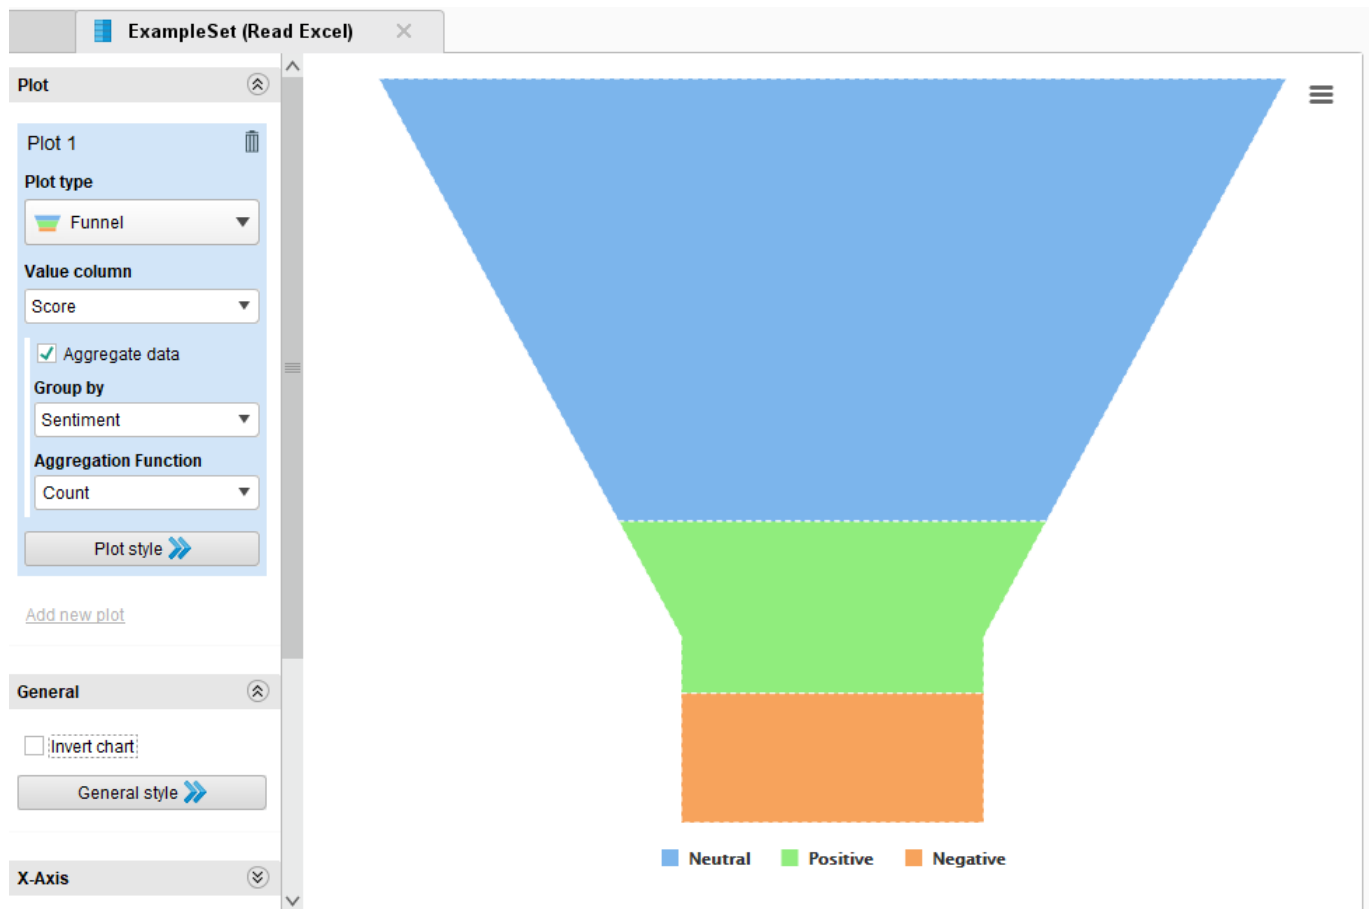 ExampleSet (Read Excel)
Plot
Plot 1
Plot type
Funnel
Value column
Score
Aggregate data
Group by
Sentiment
Aggregation Function
Count
Plot style
Add new plot
General
Invert chart
General style
X-Axis
Neutral Positive Negative